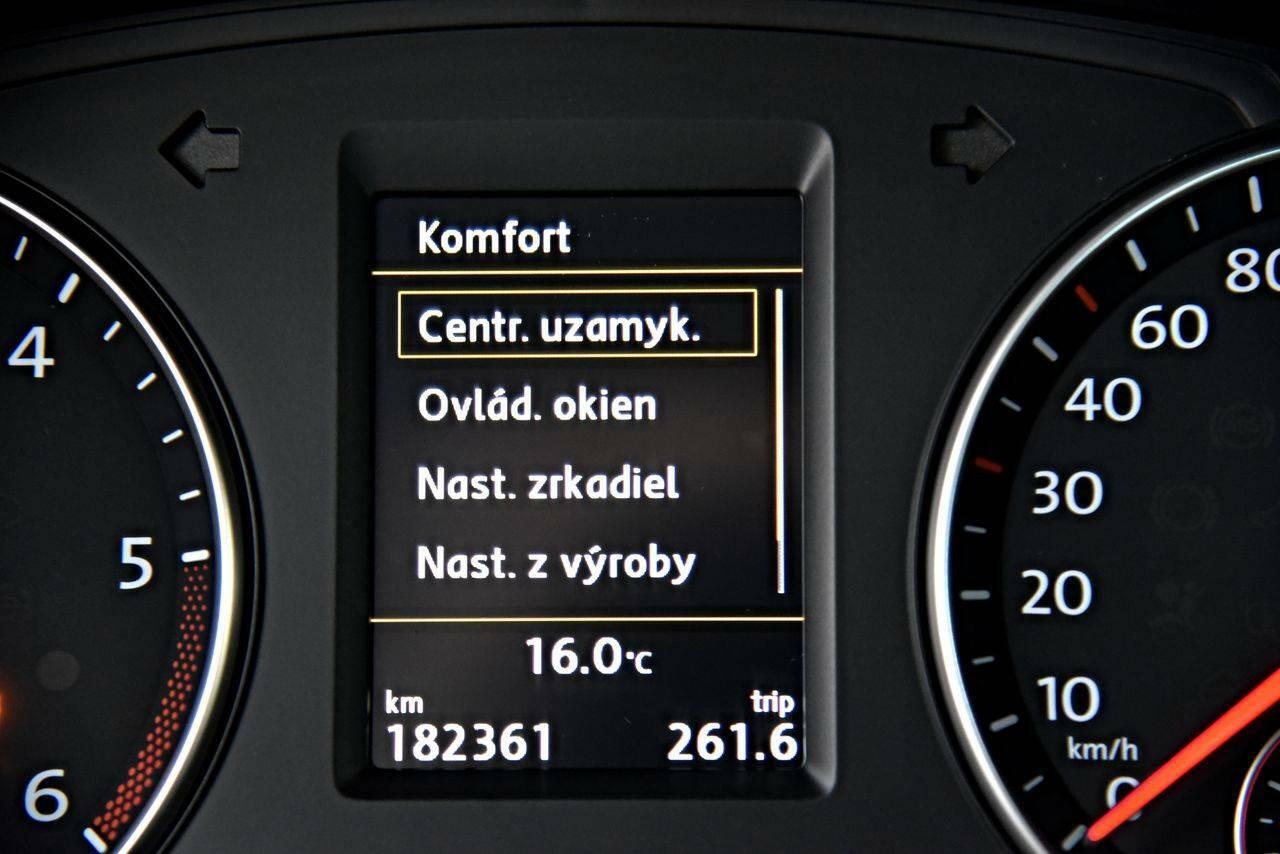 Komfort
Centr. uzamyk.
Ovlád. okien
Nast. zrkadiel
Nast. z výroby
16.0°C
km
trip
182361
261.6
4
5
6
80
60
40
30
20
10
km/h
0